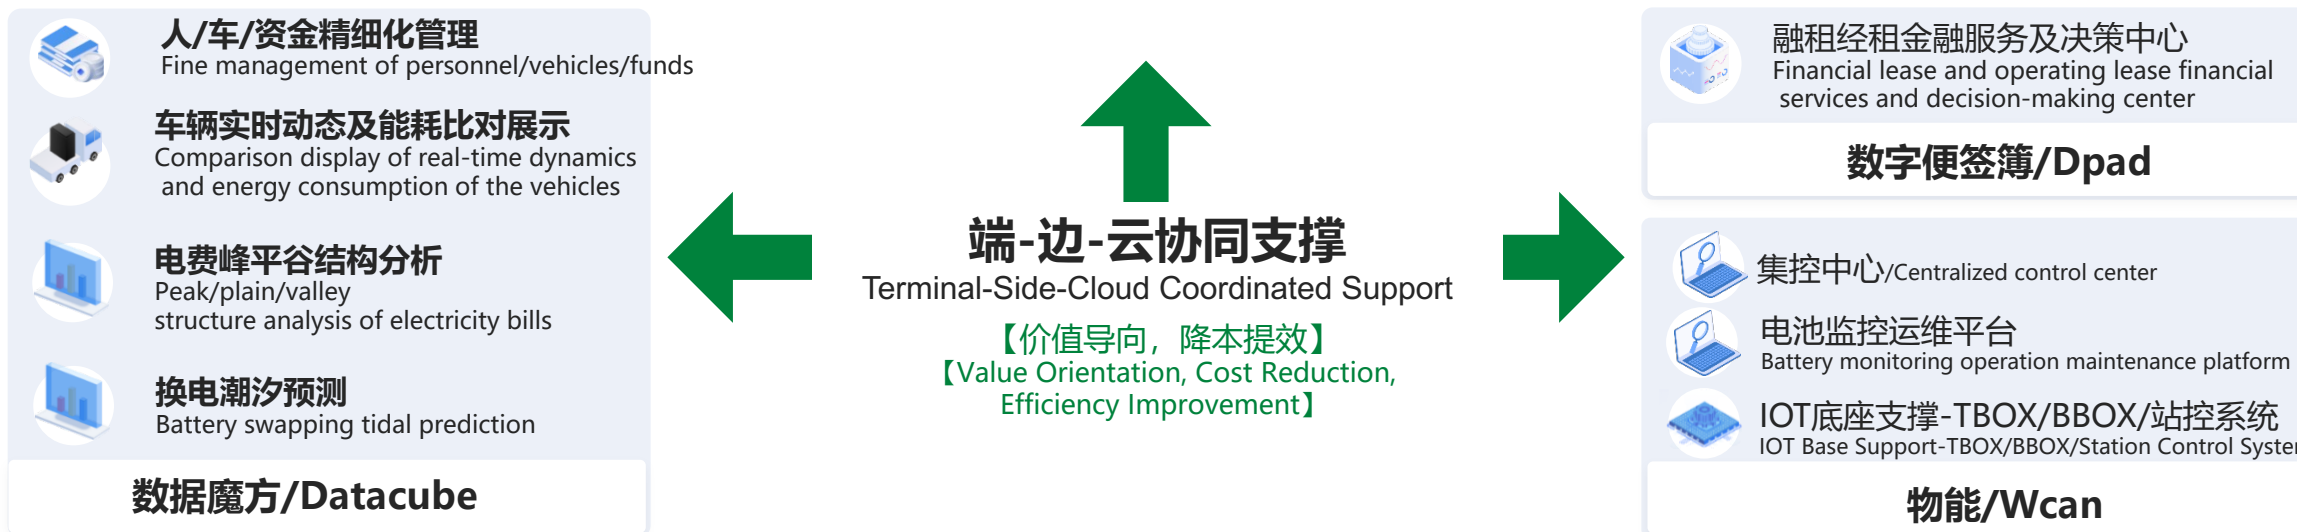 人/车/资金精细化管理
Fine management of personnel/vehicles/funds
车辆实时动态及能耗比对展示
Comparison display of real-time dynamics
and energy consumption of the vehicles
电费峰平谷结构分析
Peak/plain/valley
structure analysis of electricity bills
换电潮汐预测
Battery swapping tidal prediction
数据魔方/Datacube
端-边-云协同支撑
Terminal-Side-Cloud Coordinated Support
【价值导向，降本提效】
【Value Orientation, Cost Reduction,
Efficiency Improvement】
融租经租金融服务及决策中心
Financial lease and operating lease financial
services and decision-making center
数字便签簿/Dpad
集控中心/Centralized control center
电池监控运维平台
Battery monitoring operation maintenance platform
IOT底座支撑-TBOX/BBOX/站控系统
IOT Base Support-TBOX/BBOX/Station Control System
物能/Wcan